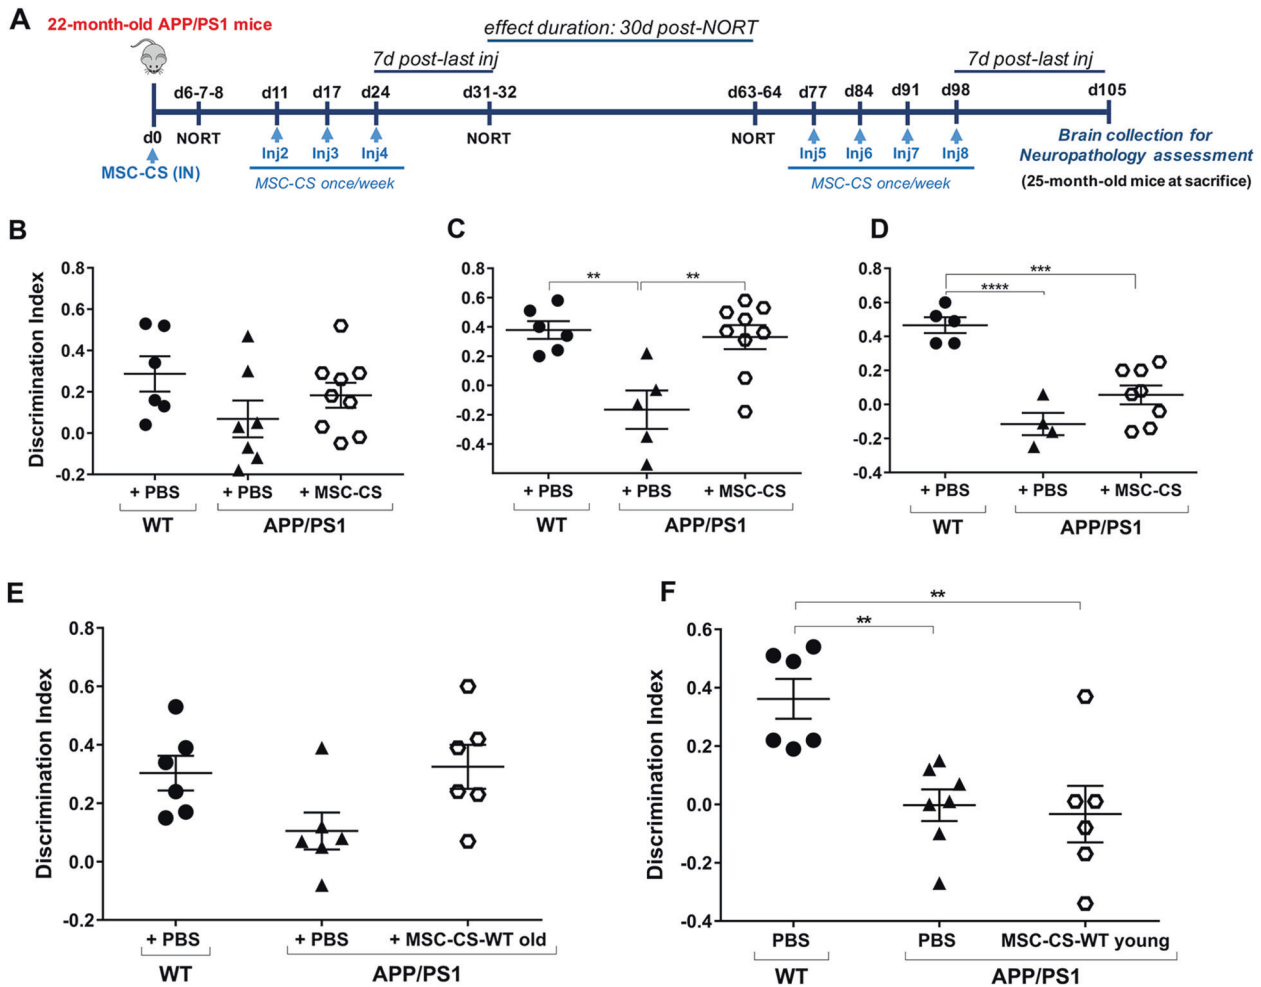 A
22-month-old APP/PS1 mice
effect duration: 30d post-NORT
7d post-last inj
7d post-last inj
d6-7-8 d11 d17 d24 d31-32 d63-64 d77 d84 d91 d98 d105
d0 NORT Inj2 Inj3 Inj4 NORT NORT Inj5 Inj6 Inj7 Inj8
MSC-CS (IN)
MSC-CS once/week
MSC-CS once/week
Brain collection for
Neuropathology assessment
(25-month-old mice at sacrifice)
B
Discrimination Index
0.8
0.6
0.4
0.2
0.0
-0.2
+ PBS + PBS + MSC-CS
WT APP/PS1
C
0.8
0.6
0.4
0.2
0.0
-0.2
-0.4
** **
+ PBS + PBS + MSC-CS
WT APP/PS1
D
0.8
0.6
0.4
0.2
0.0
-0.2
-0.4
***
****
+ PBS + PBS + MSC-CS
WT APP/PS1
E
Discrimination Index
0.8
0.6
0.4
0.2
0.0
-0.2
+ PBS + PBS + MSC-CS-WT old
WT APP/PS1
F
Discrimination Index
0.6
0.4
0.2
0.0
-0.2
-0.4
**
**
PBS PBS MSC-CS-WT young
WT APP/PS1